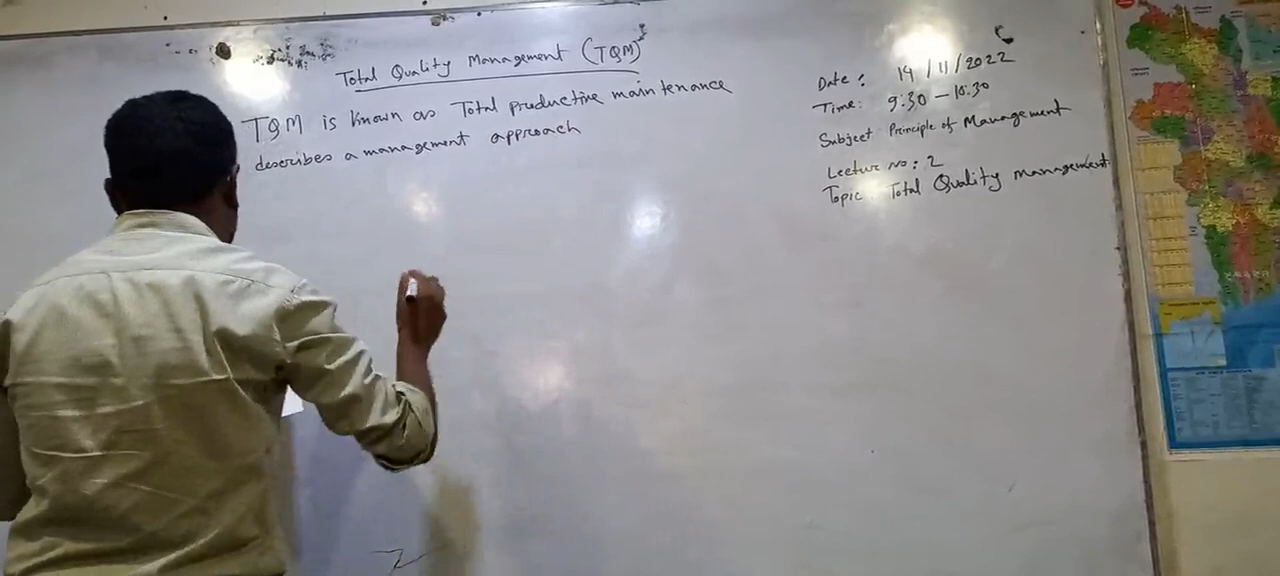 Total Quality Management (TQM)
TQM is known as Total productive maintenance
describes a management approach
Date: 19/11/2022
Time: 9:30 - 10:30
Subject Principle of Management
Lecture no: 2
Topic Total Quality management